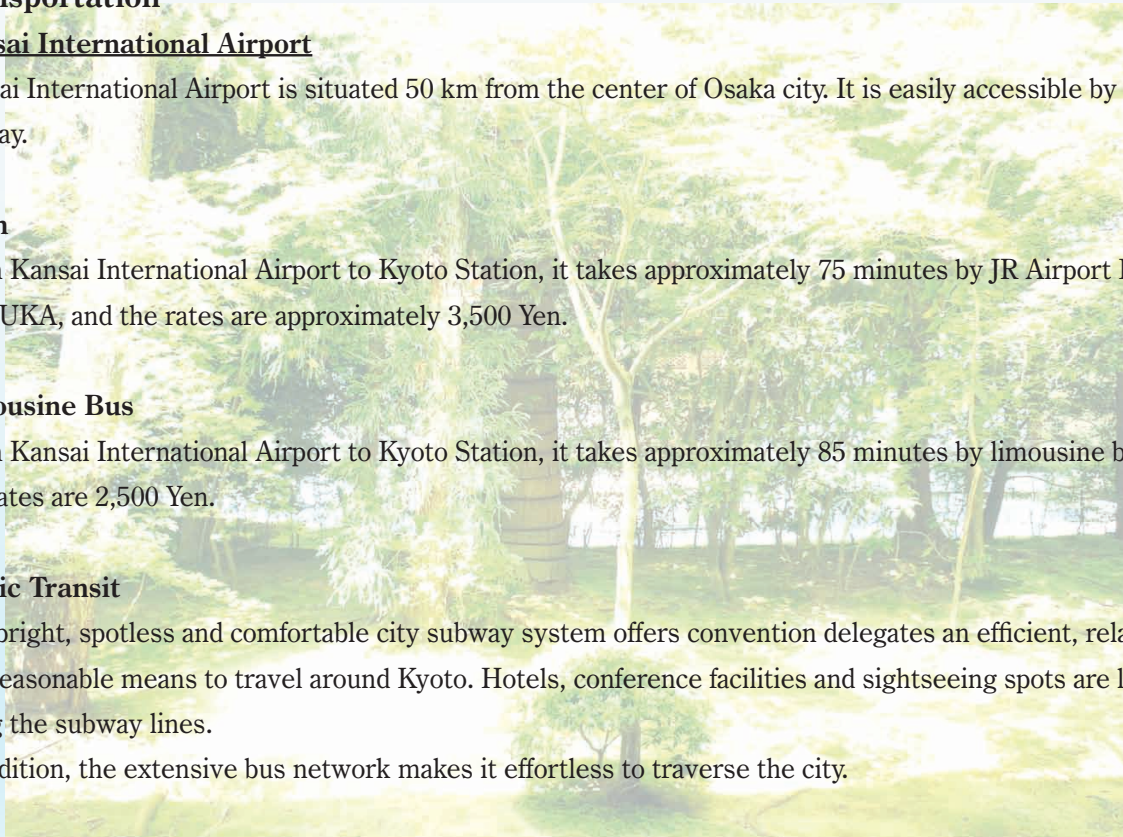 nsportation
sai International Airport
ai International Airport is situated 50 km from the center of Osaka city. It is easily accessible by
ay.
n
Kansai International Airport to Kyoto Station, it takes approximately 75 minutes by JR Airport
UKA, and the rates are approximately 3,500 Yen.
ousine Bus
Kansai International Airport to Kyoto Station, it takes approximately 85 minutes by limousine b
ates are 2,500 Yen.
ic Transit
bright, spotless and comfortable city subway system offers convention delegates an efficient, rela
easonable means to travel around Kyoto. Hotels, conference facilities and sightseeing spots are l
g the subway lines.
dition, the extensive bus network makes it effortless to traverse the city.